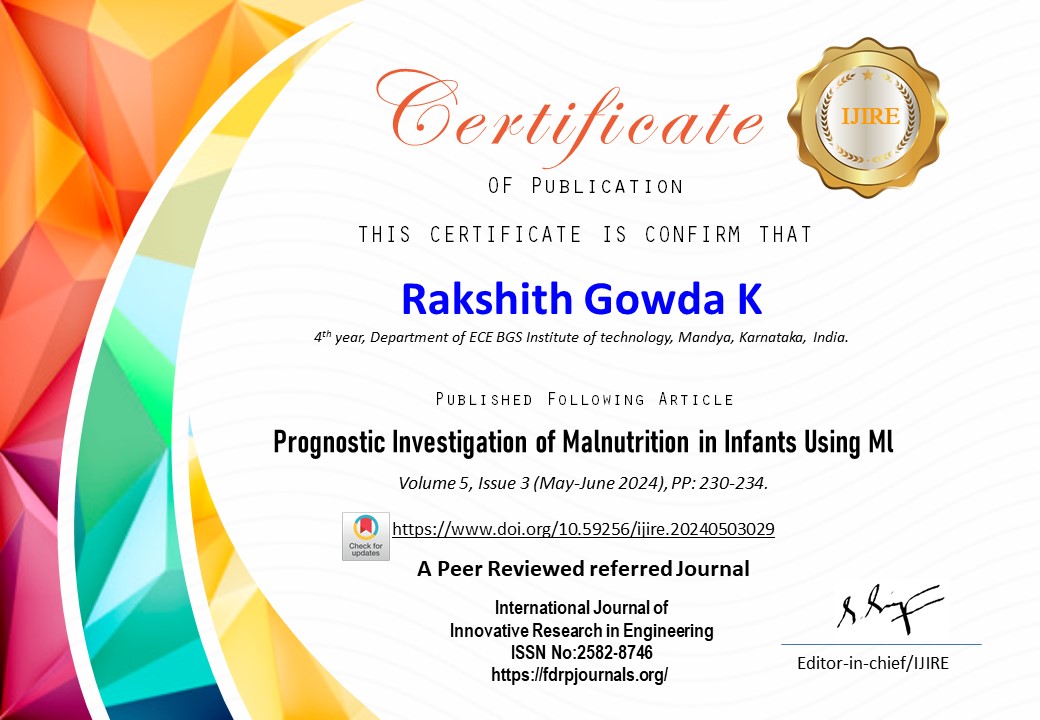 Certificate
IJIRE
OF PUBLICATION
THIS CERTIFICATE IS CONFIRM THAT
Rakshith Gowda K
4th year, Department of ECE BGS Institute of technology, Mandya, Karnataka, India.
PUBLISHED FOLLOWING ARTICLE
Prognostic Investigation of Malnutrition in Infants Using Ml
Volume 5, Issue 3 (May-June 2024), PP: 230-234.
Check for
updates
https://www.doi.org/10.59256/ijire.20240503029
A Peer Reviewed referred Journal
International Journal of
Innovative Research in Engineering
ISSN No:2582-8746
https://fdrpjournals.org/
Editor-in-chief/IJIRE